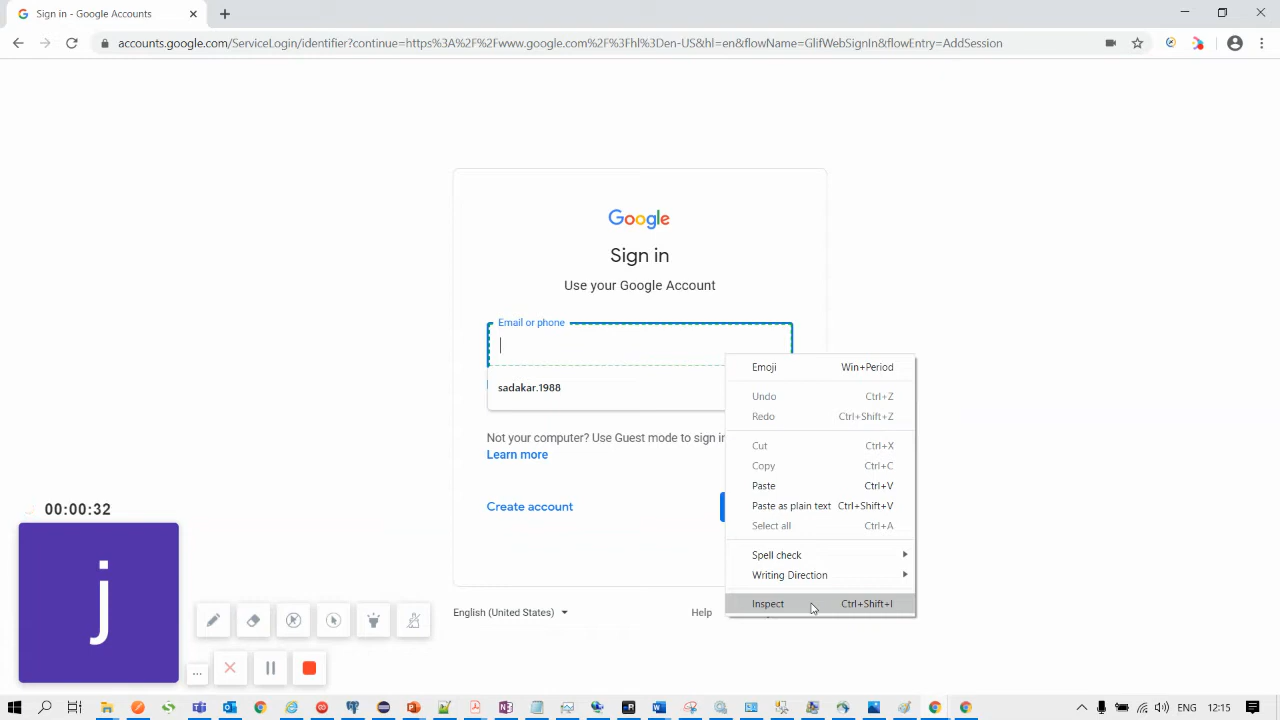 Sign in - Google Accounts
accounts.google.com/ServiceLogin/identifier?continue=https%3A%2F%2Fwww.google.com%2F%3Fhl%3Den-US&hl=en&flowName=GlifWebSignIn&flowEntry=AddSession
Google
Sign in
Use your Google Account
Email or phone
sadakar.1988
Not your computer? Use Guest mode to sign in
Learn more
Create account
English (United States)
Help
Emoji Win+Period
Undo Ctrl+Z
Redo Ctrl+Shift+Z
Cut Ctrl+X
Copy Ctrl+C
Paste Ctrl+V
Paste as plain text Ctrl+Shift+V
Select all Ctrl+A
Spell check
Writing Direction
Inspect Ctrl+Shift+I
00:00:32
j
...
ENG 12:15